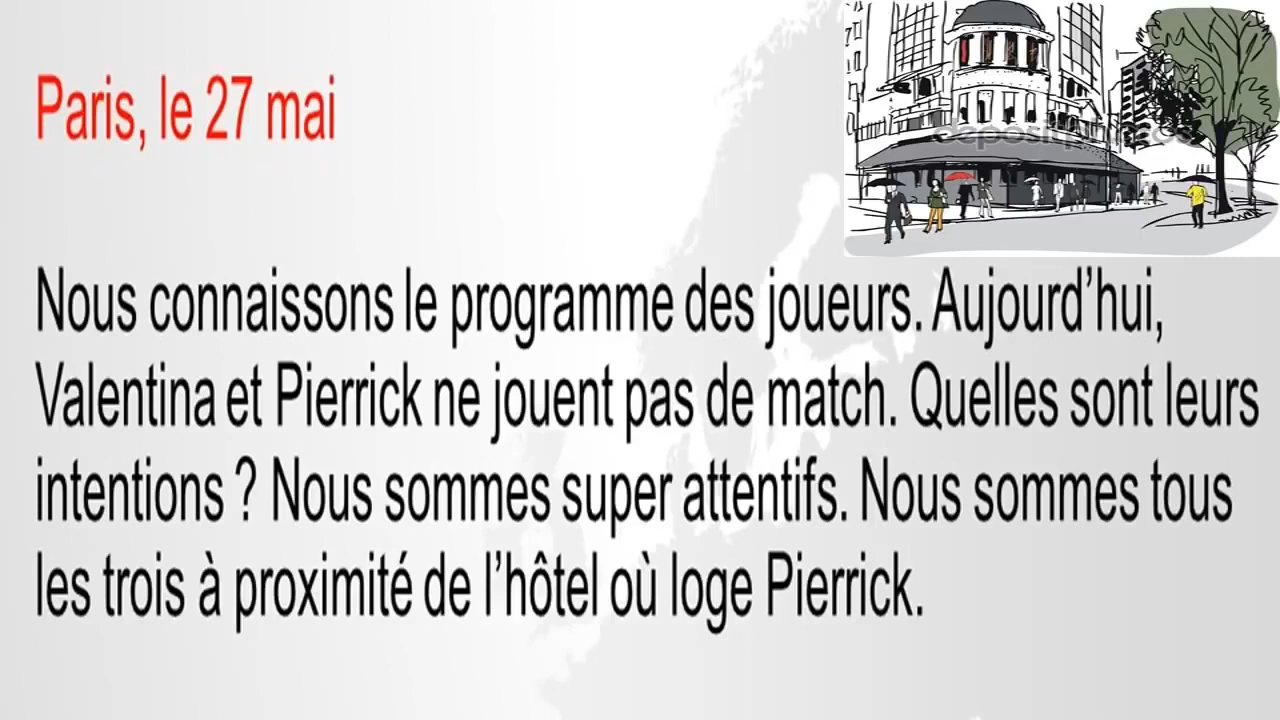 Paris, le 27 mai
depositphotos
Nous connaissons le programme des joueurs. Aujourd’hui,
Valentina et Pierrick ne jouent pas de match. Quelles sont leurs
intentions ? Nous sommes super attentifs. Nous sommes tous
les trois à proximité de l’hôtel où loge Pierrick.